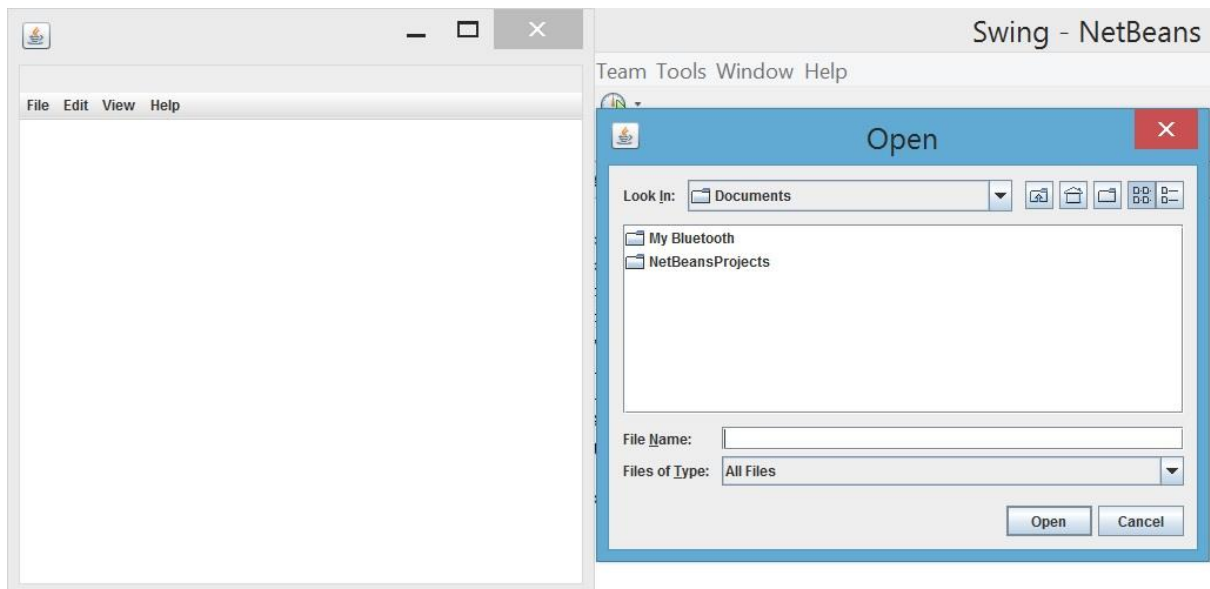 Swing - NetBeans
Team Tools Window Help
File Edit View Help
Open
Look In: Documents
My Bluetooth
NetBeansProjects
File Name:
Files of Type: All Files
Open Cancel